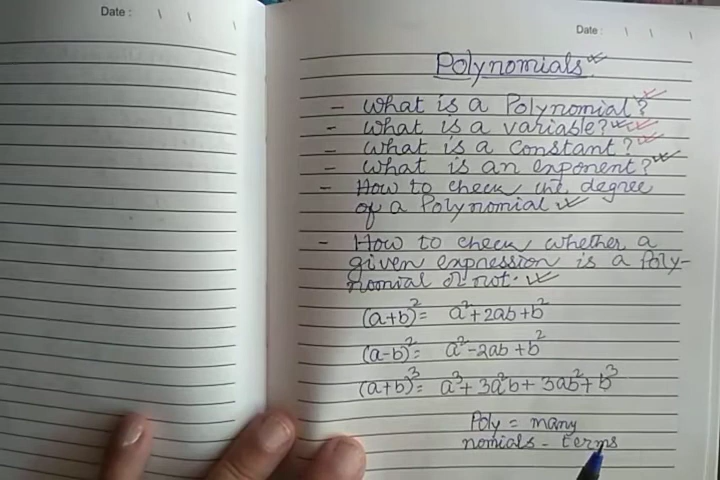 Date :
Date :
Polynomials
- What is a Polynomial?
- What is a variable?
- What is a constant?
- What is an exponent?
- How to check the degree
of a Polynomial
- How to check whether a
given expression is a Poly-
nomial or not.
(a+b)²= a²+2ab+b²
(a-b)²= a²-2ab+b²
(a+b)³= a³+3a²b+3ab²+b³
Poly = many
nomials - terms